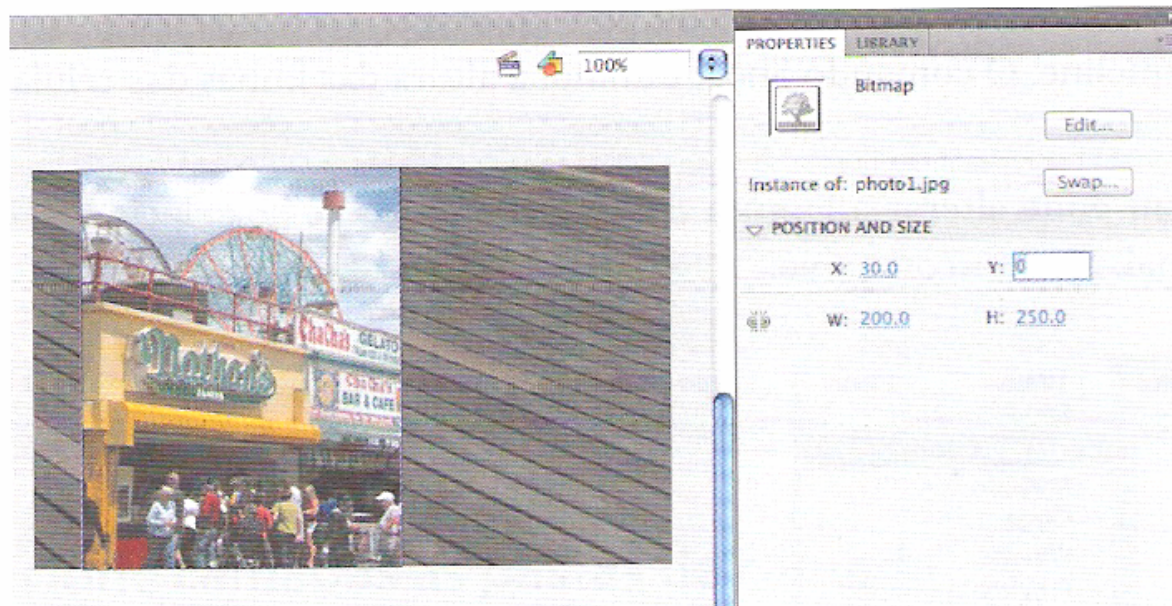 100%
PROPERTIES LIBRARY
Bitmap
Edit...
Instance of: photo1.jpg
Swap...
POSITION AND SIZE
X: 30.0 Y: 0
W: 200.0 H: 250.0
Nathan's
FAMOUS
ChaCha's GELATO
Cha Cha's
BAR & CAFE